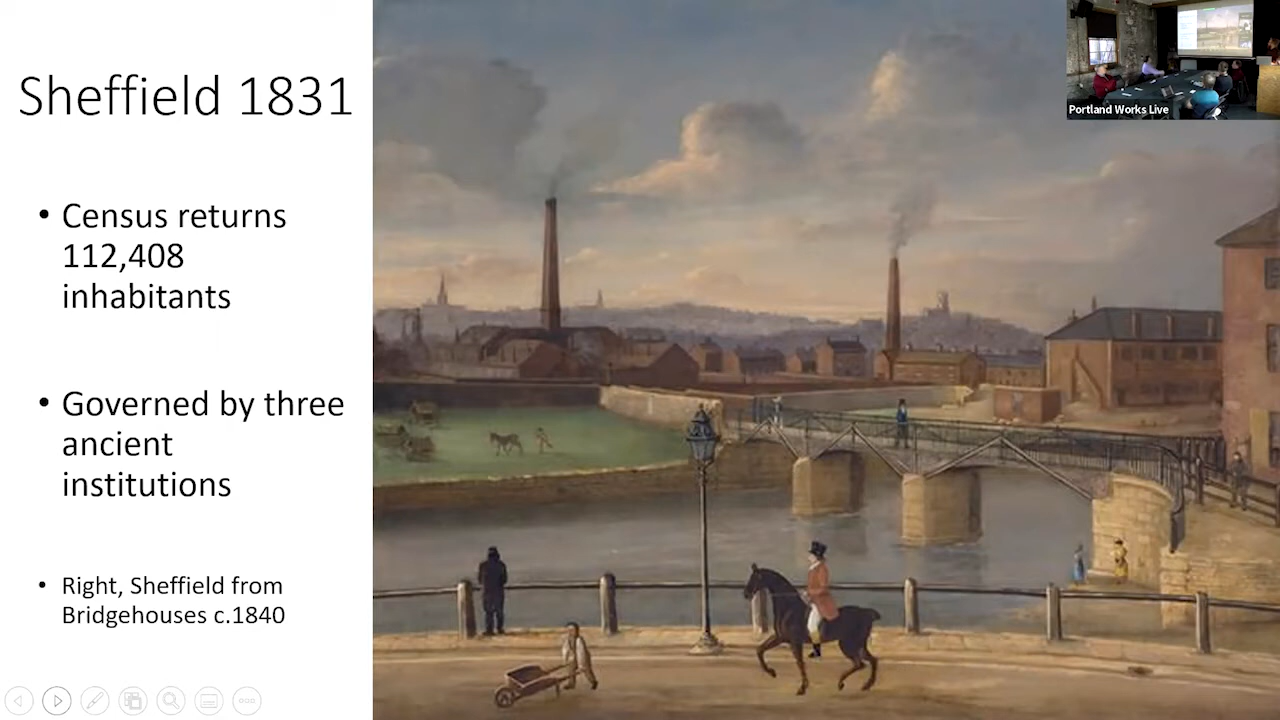 Sheffield 1831
• Census returns
112,408
inhabitants
• Governed by three
ancient
institutions
• Right, Sheffield from
Bridgehouses c.1840
Portland Works Live